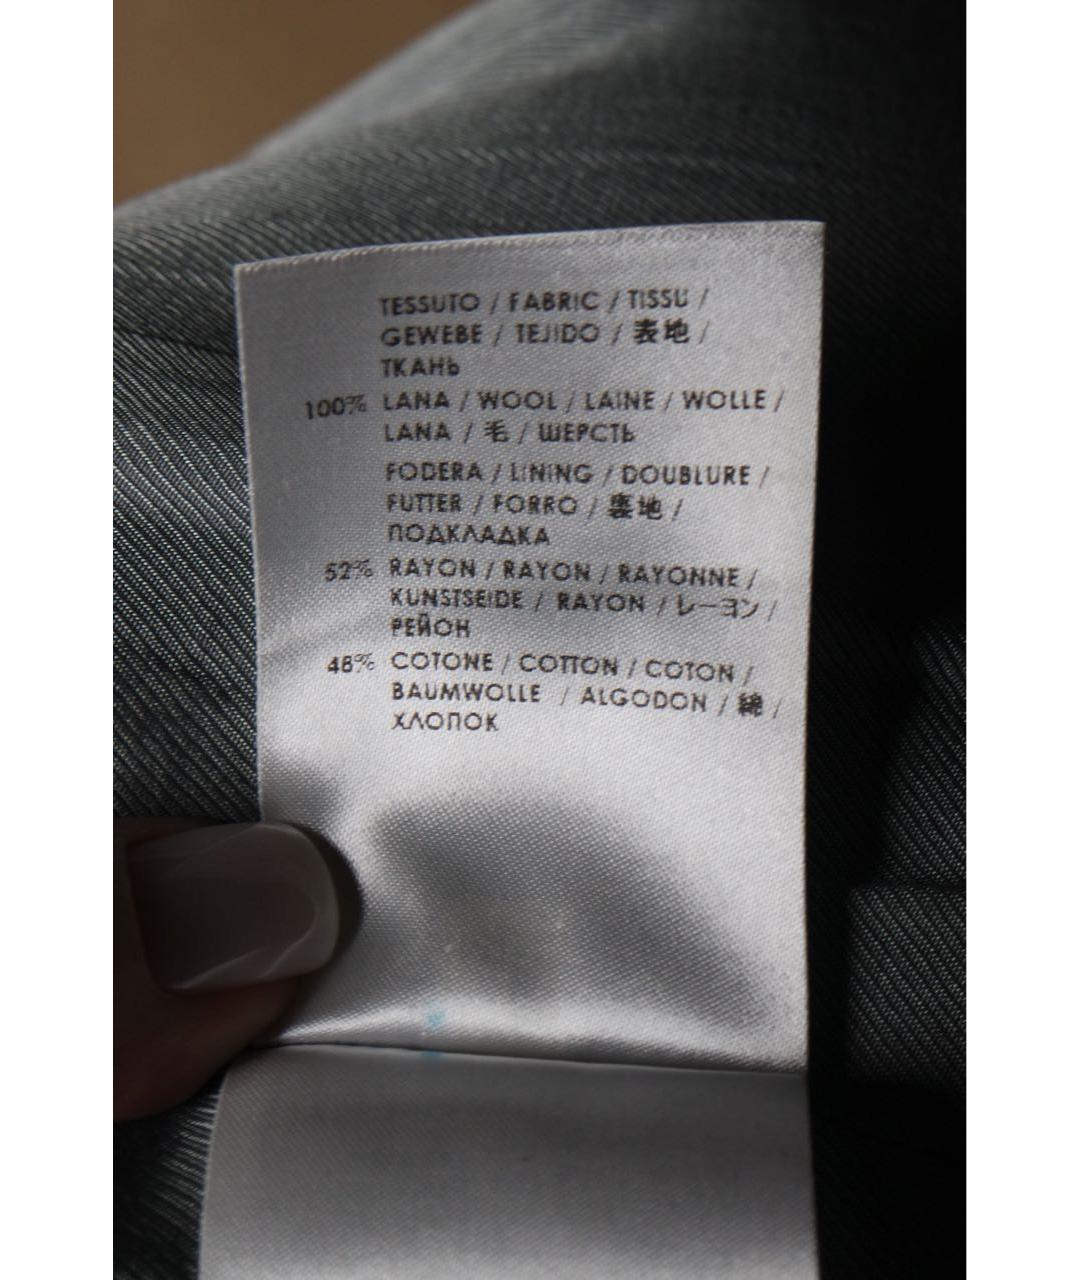 TESSUTO / FABRIC / TISSU /
GEWEBE / TEJIDO / 表地 /
ТКАНЬ
100% LANA / WOOL / LAINE / WOLLE /
LANA / 毛 / ШЕРСТЬ
FODERA / LINING / DOUBLURE /
FUTTER / FORRO / 裏地 /
ПОДКЛАДКА
52% RAYON / RAYON / RAYONNE /
KUNSTSEIDE / RAYON / レーヨン /
РЕЙОН
48% COTONE / COTTON / COTON /
BAUMWOLLE / ALGODON / 綿 /
ХЛОПОК